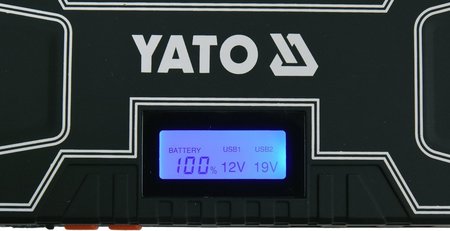 YATO
BATTERY USB1 USB2
100% 12V 19V